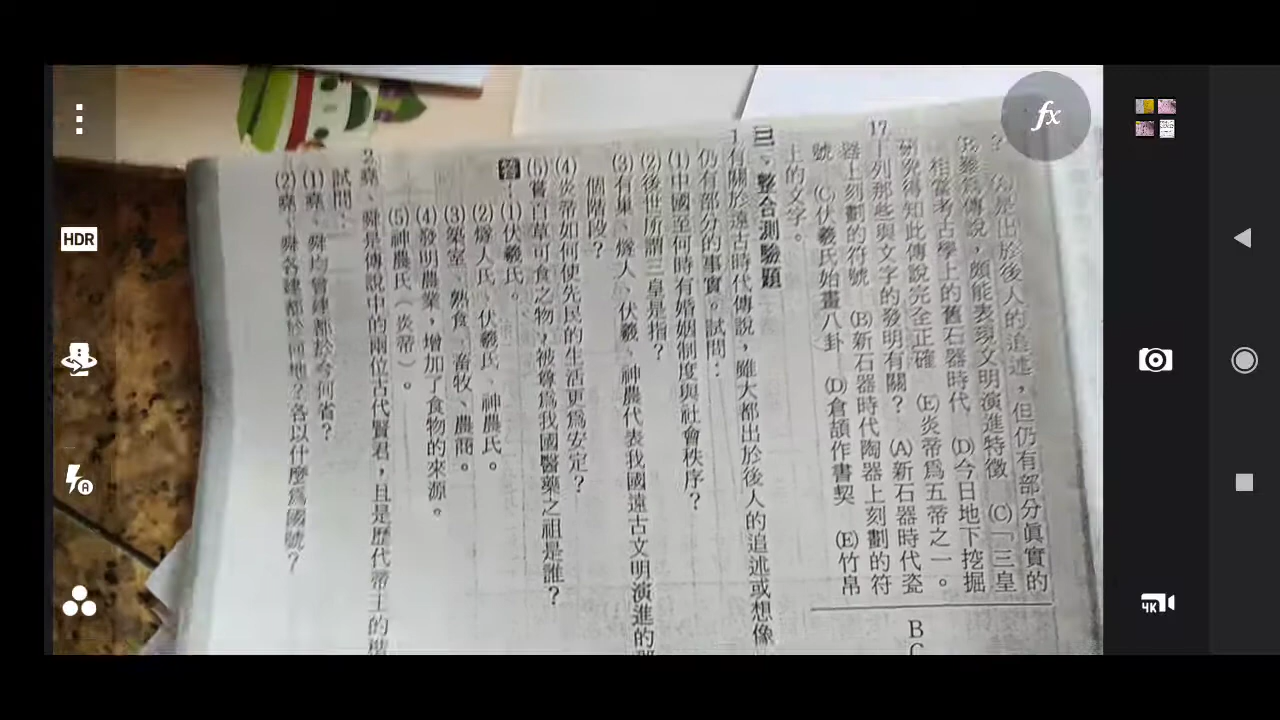 ？ 是出於後人的追述，但仍有部分眞實的
爲傳說，頗能表現文明演進特徵 (C)「三皇
考古學上的舊石器時代 (D)今日地下挖掘
研究得知此傳說完全正確 (E)炎帝爲五帝之一。
17.下列那些與文字的發明有關？ (A)新石器時代瓷
器上刻劃的符號 (B)新石器時代陶器上刻劃的符
號 (C)伏羲氏始畫八卦 (D)倉頡作書契 (E)竹帛
上的文字。
B
C
三、整合測驗題
1.有關於遠古時代傳說，雖大都出於後人的追述或想像
仍有部分的事實。試問：
(1)中國至何時有婚姻制度與社會秩序？
(2)後世所謂三皇是指？
(3)有巢、燧人、伏羲、神農代表我國遠古文明演進的那
個階段？
(4)炎帝如何使先民的生活更爲安定？
(5)嘗百草可食之物，被尊爲我國醫藥之祖是誰？
答：(1)伏羲氏。
(2)燧人氏、伏羲氏、神農氏。
(3)築室、熟食、畜牧、農商。
(4)發明農業，增加了食物的來源。
(5)神農氏（炎帝）。
2.堯、舜是傳說中的兩位古代賢君，且是歷代帝王的
試問：
(1)堯、舜均曾建都於今何省？
(2)堯、舜各建都於何地？各以什麼爲國號？
HDR
A
4K
fx